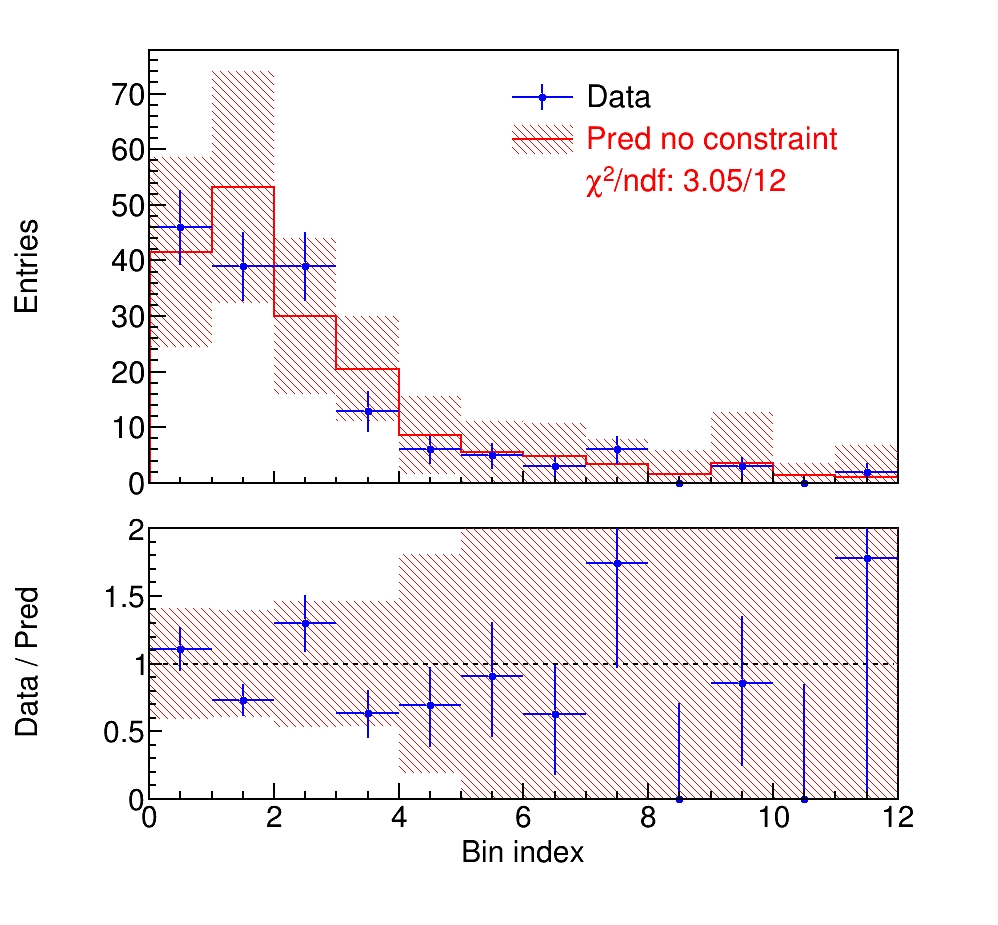 Entries
70
60
50
40
30
20
10
0
Data
Pred no constraint
χ²/ndf: 3.05/12
Data / Pred
2
1.5
1
0.5
0
0 2 4 6 8 10 12
Bin index